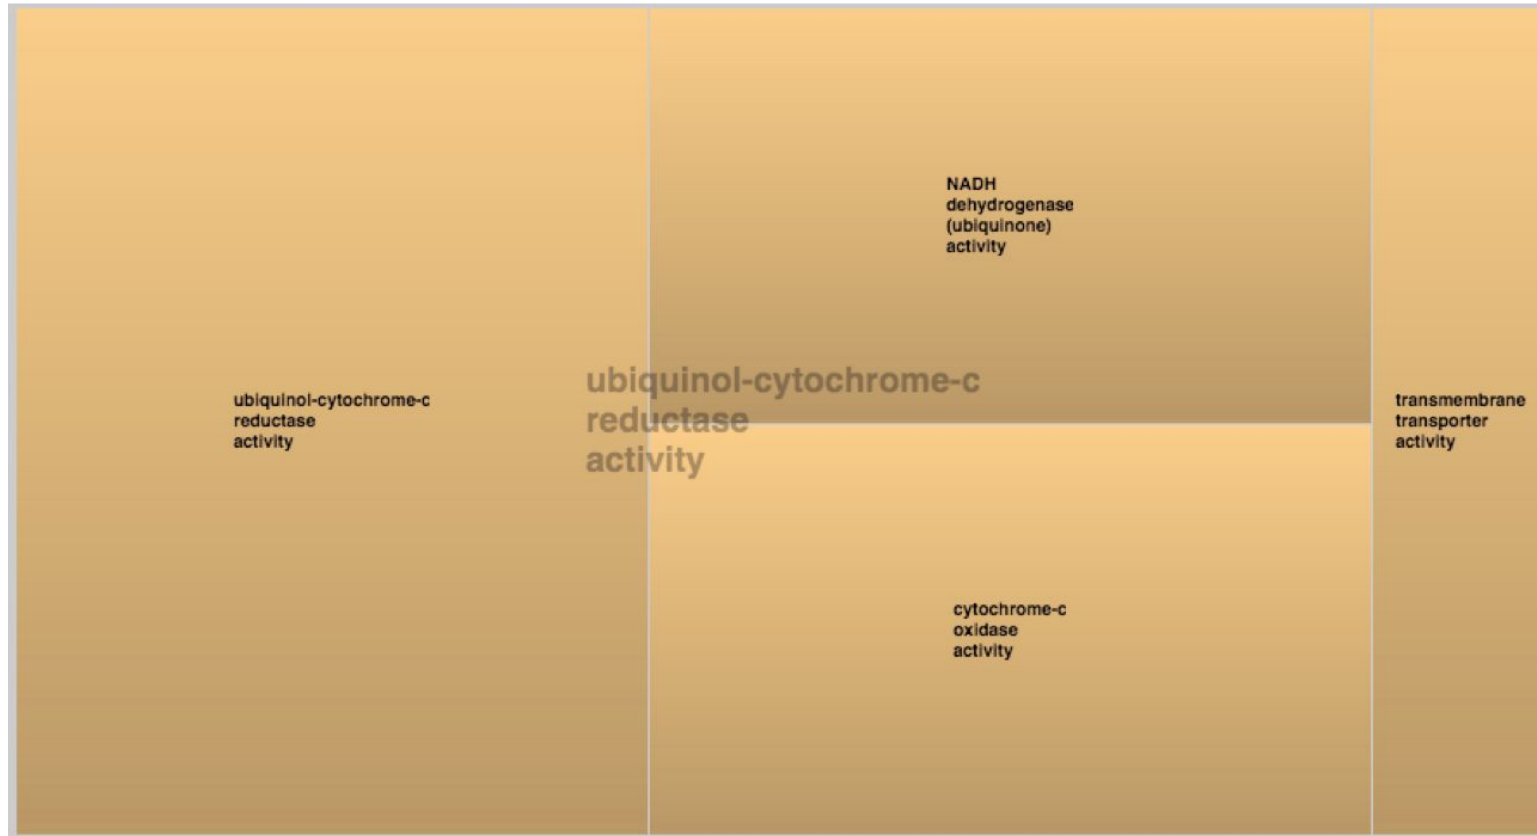 ubiquinol-cytochrome-c
reductase
activity
ubiquinol-cytochrome-c
reductase
activity
NADH
dehydrogenase
(ubiquinone)
activity
cytochrome-c
oxidase
activity
transmembrane
transporter
activity